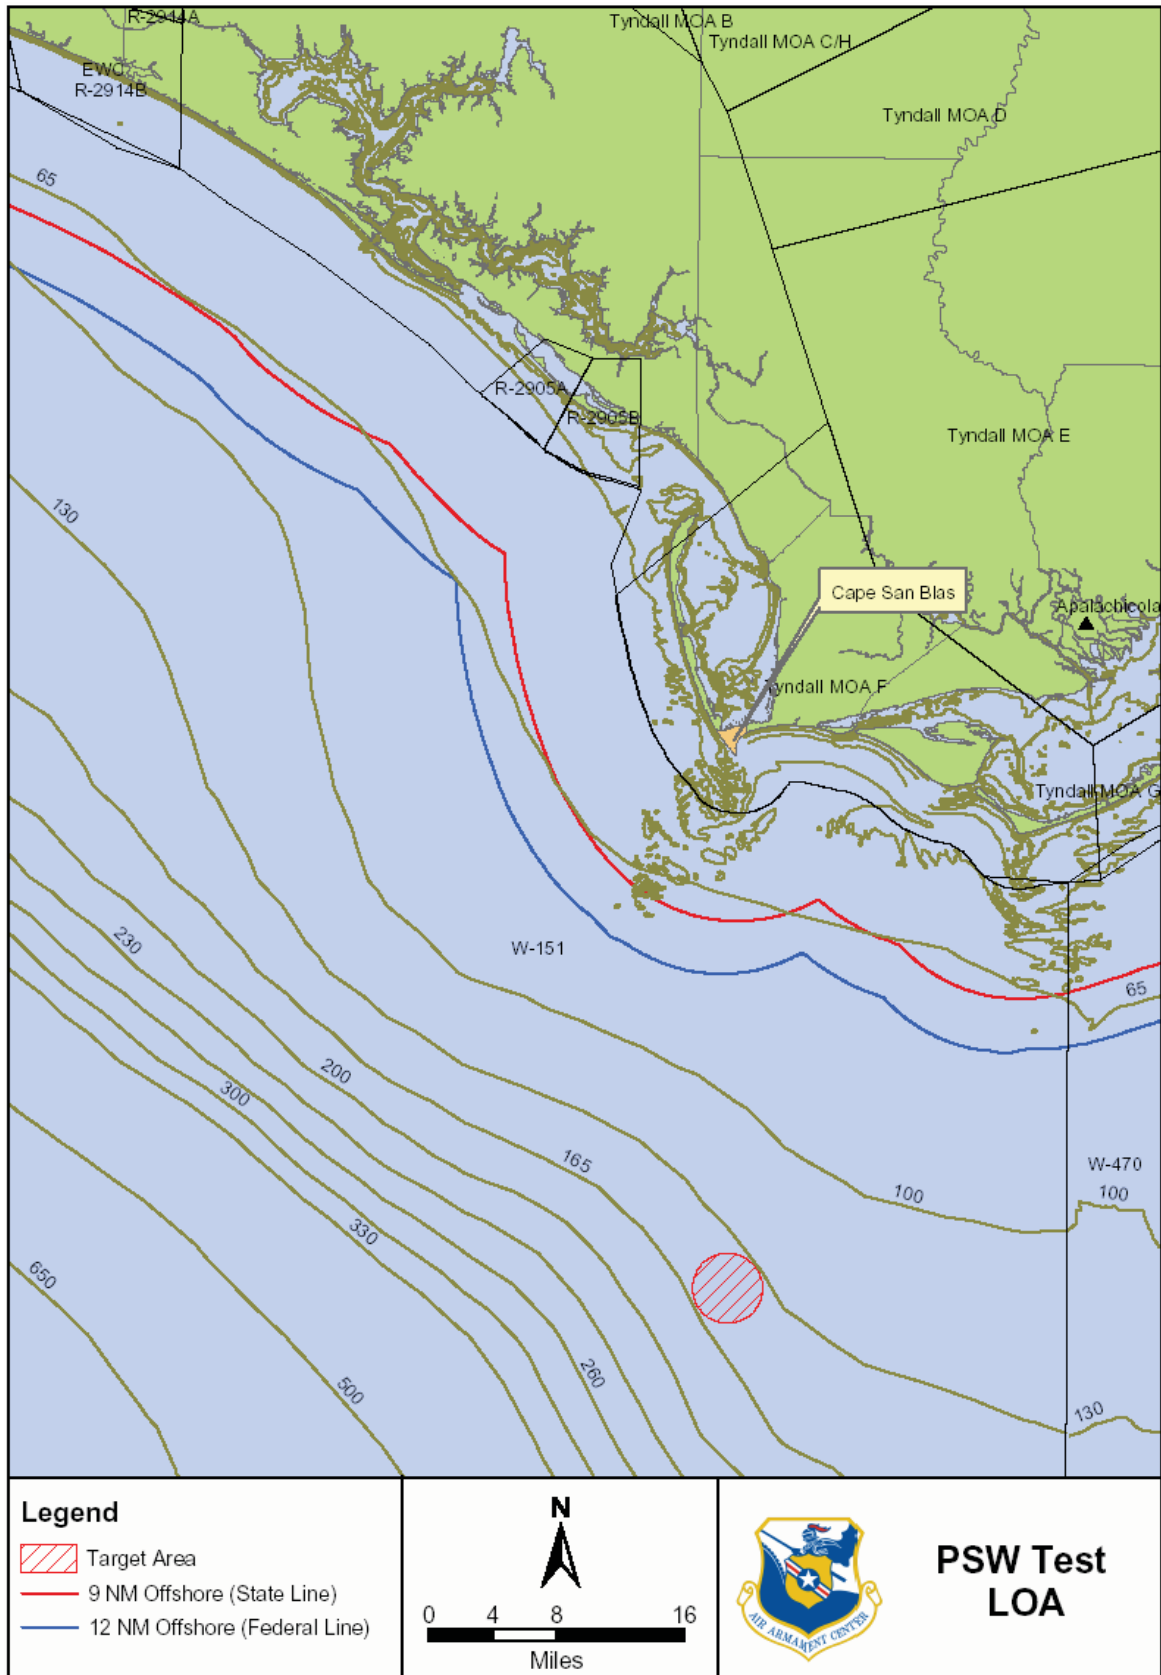 R-2914A
Tyndall MOA B
Tyndall MOA C/H
EWC
R-2914B
Tyndall MOA D
65
R-2905A
R-2905B
Tyndall MOA E
130
Cape San Blas
Apalachicola
Tyndall MOA F
Tyndall MOA G
W-151
230
65
200
300
165
W-470
100
100
330
650
260
500
130
Legend
Target Area
9 NM Offshore (State Line)
12 NM Offshore (Federal Line)
N
0 4 8 16
Miles
AIR ARMAMENT CENTER
PSW Test
LOA